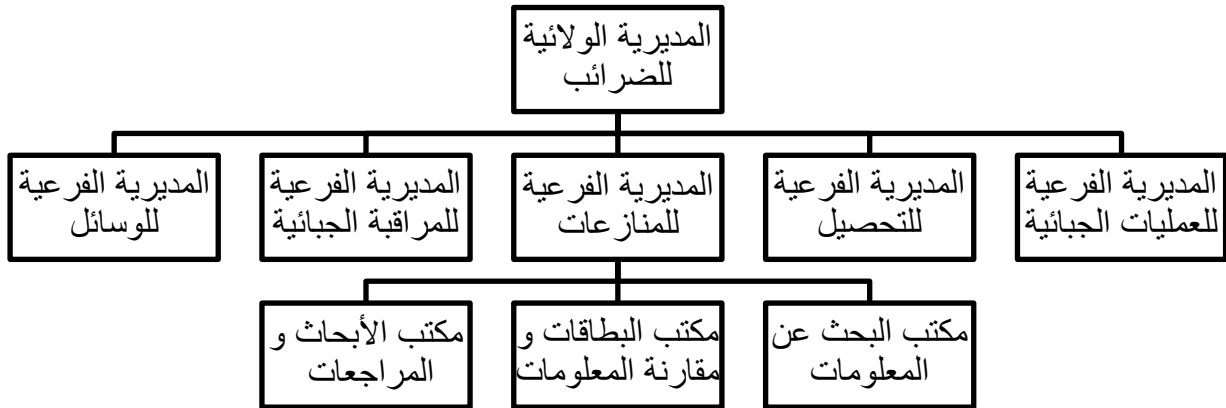 المديرية الولائية
للضرائب
المديرية الفرعية
للعمليات الجبائية
المديرية الفرعية
للتحصيل
المديرية الفرعية
للمنازعات
المديرية الفرعية
للمراقبة الجبائية
المديرية الفرعية
للوسائل
مكتب البحث عن
المعلومات
مكتب البطاقات و
مقارنة المعلومات
مكتب الأبحاث و
المراجعات